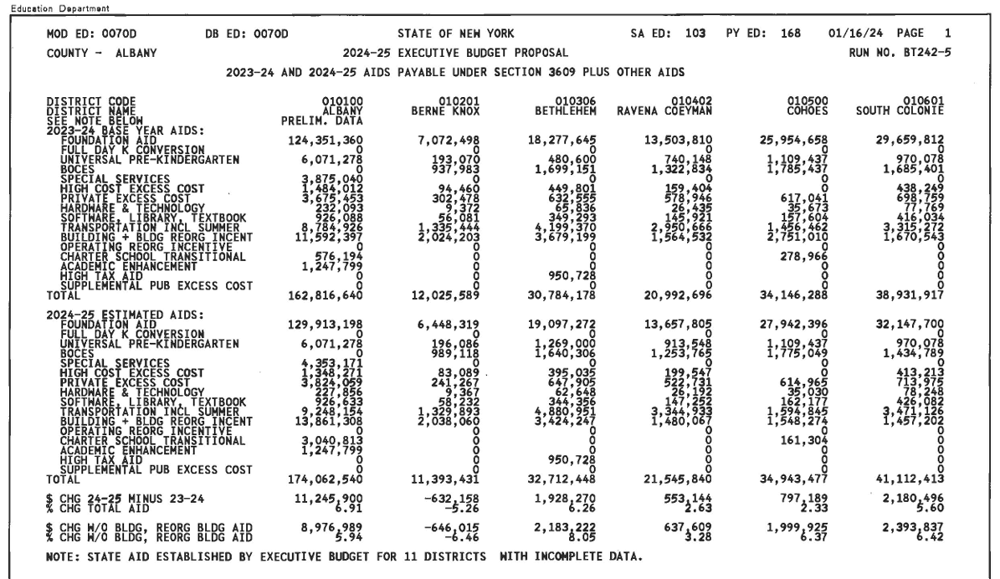 Education Department
MOD ED: 0070D DB ED: 0070D STATE OF NEW YORK SA ED: 103 PY ED: 168 01/16/24 PAGE 1
COUNTY - ALBANY 2024-25 EXECUTIVE BUDGET PROPOSAL RUN NO. BT242-5
2023-24 AND 2024-25 AIDS PAYABLE UNDER SECTION 3609 PLUS OTHER AIDS
DISTRICT CODE 010100 010201 010306 010402 010500 010601
DISTRICT NAME ALBANY BERNE KNOX BETHLEHEM RAVENA COEYMAN COHOES SOUTH COLONIE
SEE NOTE BELOW PRELIM. DATA
2023-24 BASE YEAR AIDS:
FOUNDATION AID 124,351,360 7,072,498 18,277,645 13,503,810 25,954,658 29,659,812
FULL DAY K CONVERSION 0 0 0 0 0 0
UNIVERSAL PRE-KINDERGARTEN 6,071,278 193,070 480,600 740,148 1,109,437 970,078
BOCES 0 937,983 1,699,151 1,322,834 1,785,437 1,685,401
SPECIAL SERVICES 3,875,040 0 0 0 0 0
HIGH COST EXCESS COST 1,484,012 94,460 449,801 159,404 0 438,249
PRIVATE EXCESS COST 3,675,453 302,478 632,555 578,946 617,041 698,759
HARDWARE & TECHNOLOGY 232,093 9,372 65,836 26,435 35,673 77,769
SOFTWARE, LIBRARY, TEXTBOOK 926,088 56,081 349,293 145,921 157,604 416,034
TRANSPORTATION INCL SUMMER 8,784,926 1,335,444 4,199,370 2,950,666 1,456,462 3,315,272
BUILDING + BLDG REORG INCENT 11,592,397 2,024,203 3,679,199 1,564,532 2,751,010 1,670,543
OPERATING REORG INCENTIVE 0 0 0 0 0 0
CHARTER SCHOOL TRANSITIONAL 576,194 0 0 0 278,966 0
ACADEMIC ENHANCEMENT 1,247,799 0 0 0 0 0
HIGH TAX AID 0 0 950,728 0 0 0
SUPPLEMENTAL PUB EXCESS COST 0 0 0 0 0 0
TOTAL 162,816,640 12,025,589 30,784,178 20,992,696 34,146,288 38,931,917
2024-25 ESTIMATED AIDS:
FOUNDATION AID 129,913,198 6,448,319 19,097,272 13,657,805 27,942,396 32,147,700
FULL DAY K CONVERSION 0 0 0 0 0 0
UNIVERSAL PRE-KINDERGARTEN 6,071,278 196,086 1,269,000 913,548 1,109,437 970,078
BOCES 0 989,118 1,640,306 1,253,765 1,775,049 1,434,789
SPECIAL SERVICES 4,353,171 0 0 0 0 0
HIGH COST EXCESS COST 1,348,271 83,089 395,035 199,547 0 413,213
PRIVATE EXCESS COST 3,824,059 241,267 647,905 522,731 614,965 713,975
HARDWARE & TECHNOLOGY 227,856 9,367 62,648 26,192 35,030 78,248
SOFTWARE, LIBRARY, TEXTBOOK 926,633 58,232 344,356 147,252 162,177 426,082
TRANSPORTATION INCL SUMMER 9,248,154 1,329,893 4,880,951 3,344,933 1,594,845 3,471,126
BUILDING + BLDG REORG INCENT 13,861,308 2,038,060 3,424,247 1,480,067 1,548,274 1,457,202
OPERATING REORG INCENTIVE 0 0 0 0 0 0
CHARTER SCHOOL TRANSITIONAL 3,040,813 0 0 0 161,304 0
ACADEMIC ENHANCEMENT 1,247,799 0 0 0 0 0
HIGH TAX AID 0 0 950,728 0 0 0
SUPPLEMENTAL PUB EXCESS COST 0 0 0 0 0 0
TOTAL 174,062,540 11,393,431 32,712,448 21,545,840 34,943,477 41,112,413
$ CHG 24-25 MINUS 23-24 11,245,900 -632,158 1,928,270 553,144 797,189 2,180,496
% CHG TOTAL AID 6.91 -5.26 6.26 2.63 2.33 5.60
$ CHG W/O BLDG, REORG BLDG AID 8,976,989 -646,015 2,183,222 637,609 1,999,925 2,393,837
% CHG W/O BLDG, REORG BLDG AID 5.94 -6.46 8.05 3.28 6.37 6.42
NOTE: STATE AID ESTABLISHED BY EXECUTIVE BUDGET FOR 11 DISTRICTS WITH INCOMPLETE DATA.